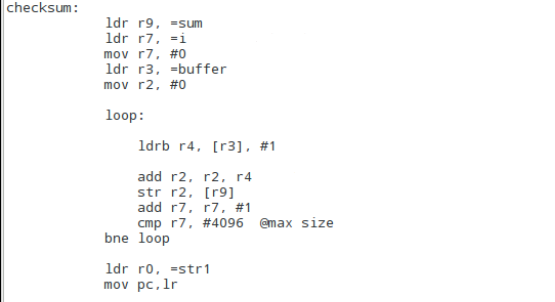 checksum:
ldr r9, =sum
ldr r7, =i
mov r7, #0
ldr r3, =buffer
mov r2, #0
loop:
ldrb r4, [r3], #1
add r2, r2, r4
str r2, [r9]
add r7, r7, #1
cmp r7, #4096  @max size
bne loop
ldr r0, =str1
mov pc,lr